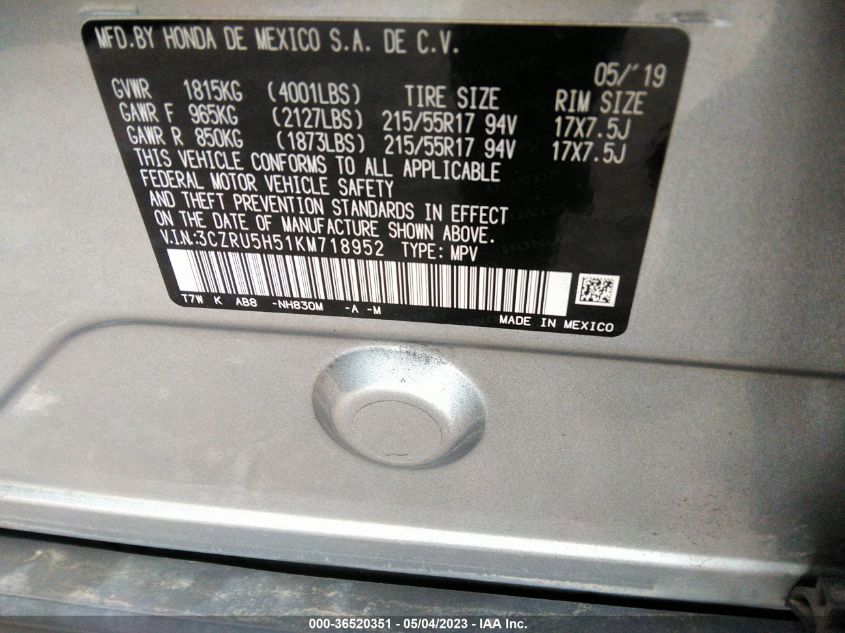 MFD.BY HONDA DE MEXICO S.A. DE C.V.
05/'19
GVWR 1815KG (4001LBS) TIRE SIZE RIM SIZE
GAWR F 965KG (2127LBS) 215/55R17 94V 17X7.5J
GAWR R 850KG (1873LBS) 215/55R17 94V 17X7.5J
THIS VEHICLE CONFORMS TO ALL APPLICABLE
FEDERAL MOTOR VEHICLE SAFETY
AND THEFT PREVENTION STANDARDS IN EFFECT
ON THE DATE OF MANUFACTURE SHOWN ABOVE.
V.I.N:3CZRU5H51KM718952 TYPE: MPV
T7W K AB8 -NH830M -A -M
MADE IN MEXICO
000-36520351 - 05/04/2023 - IAA Inc.